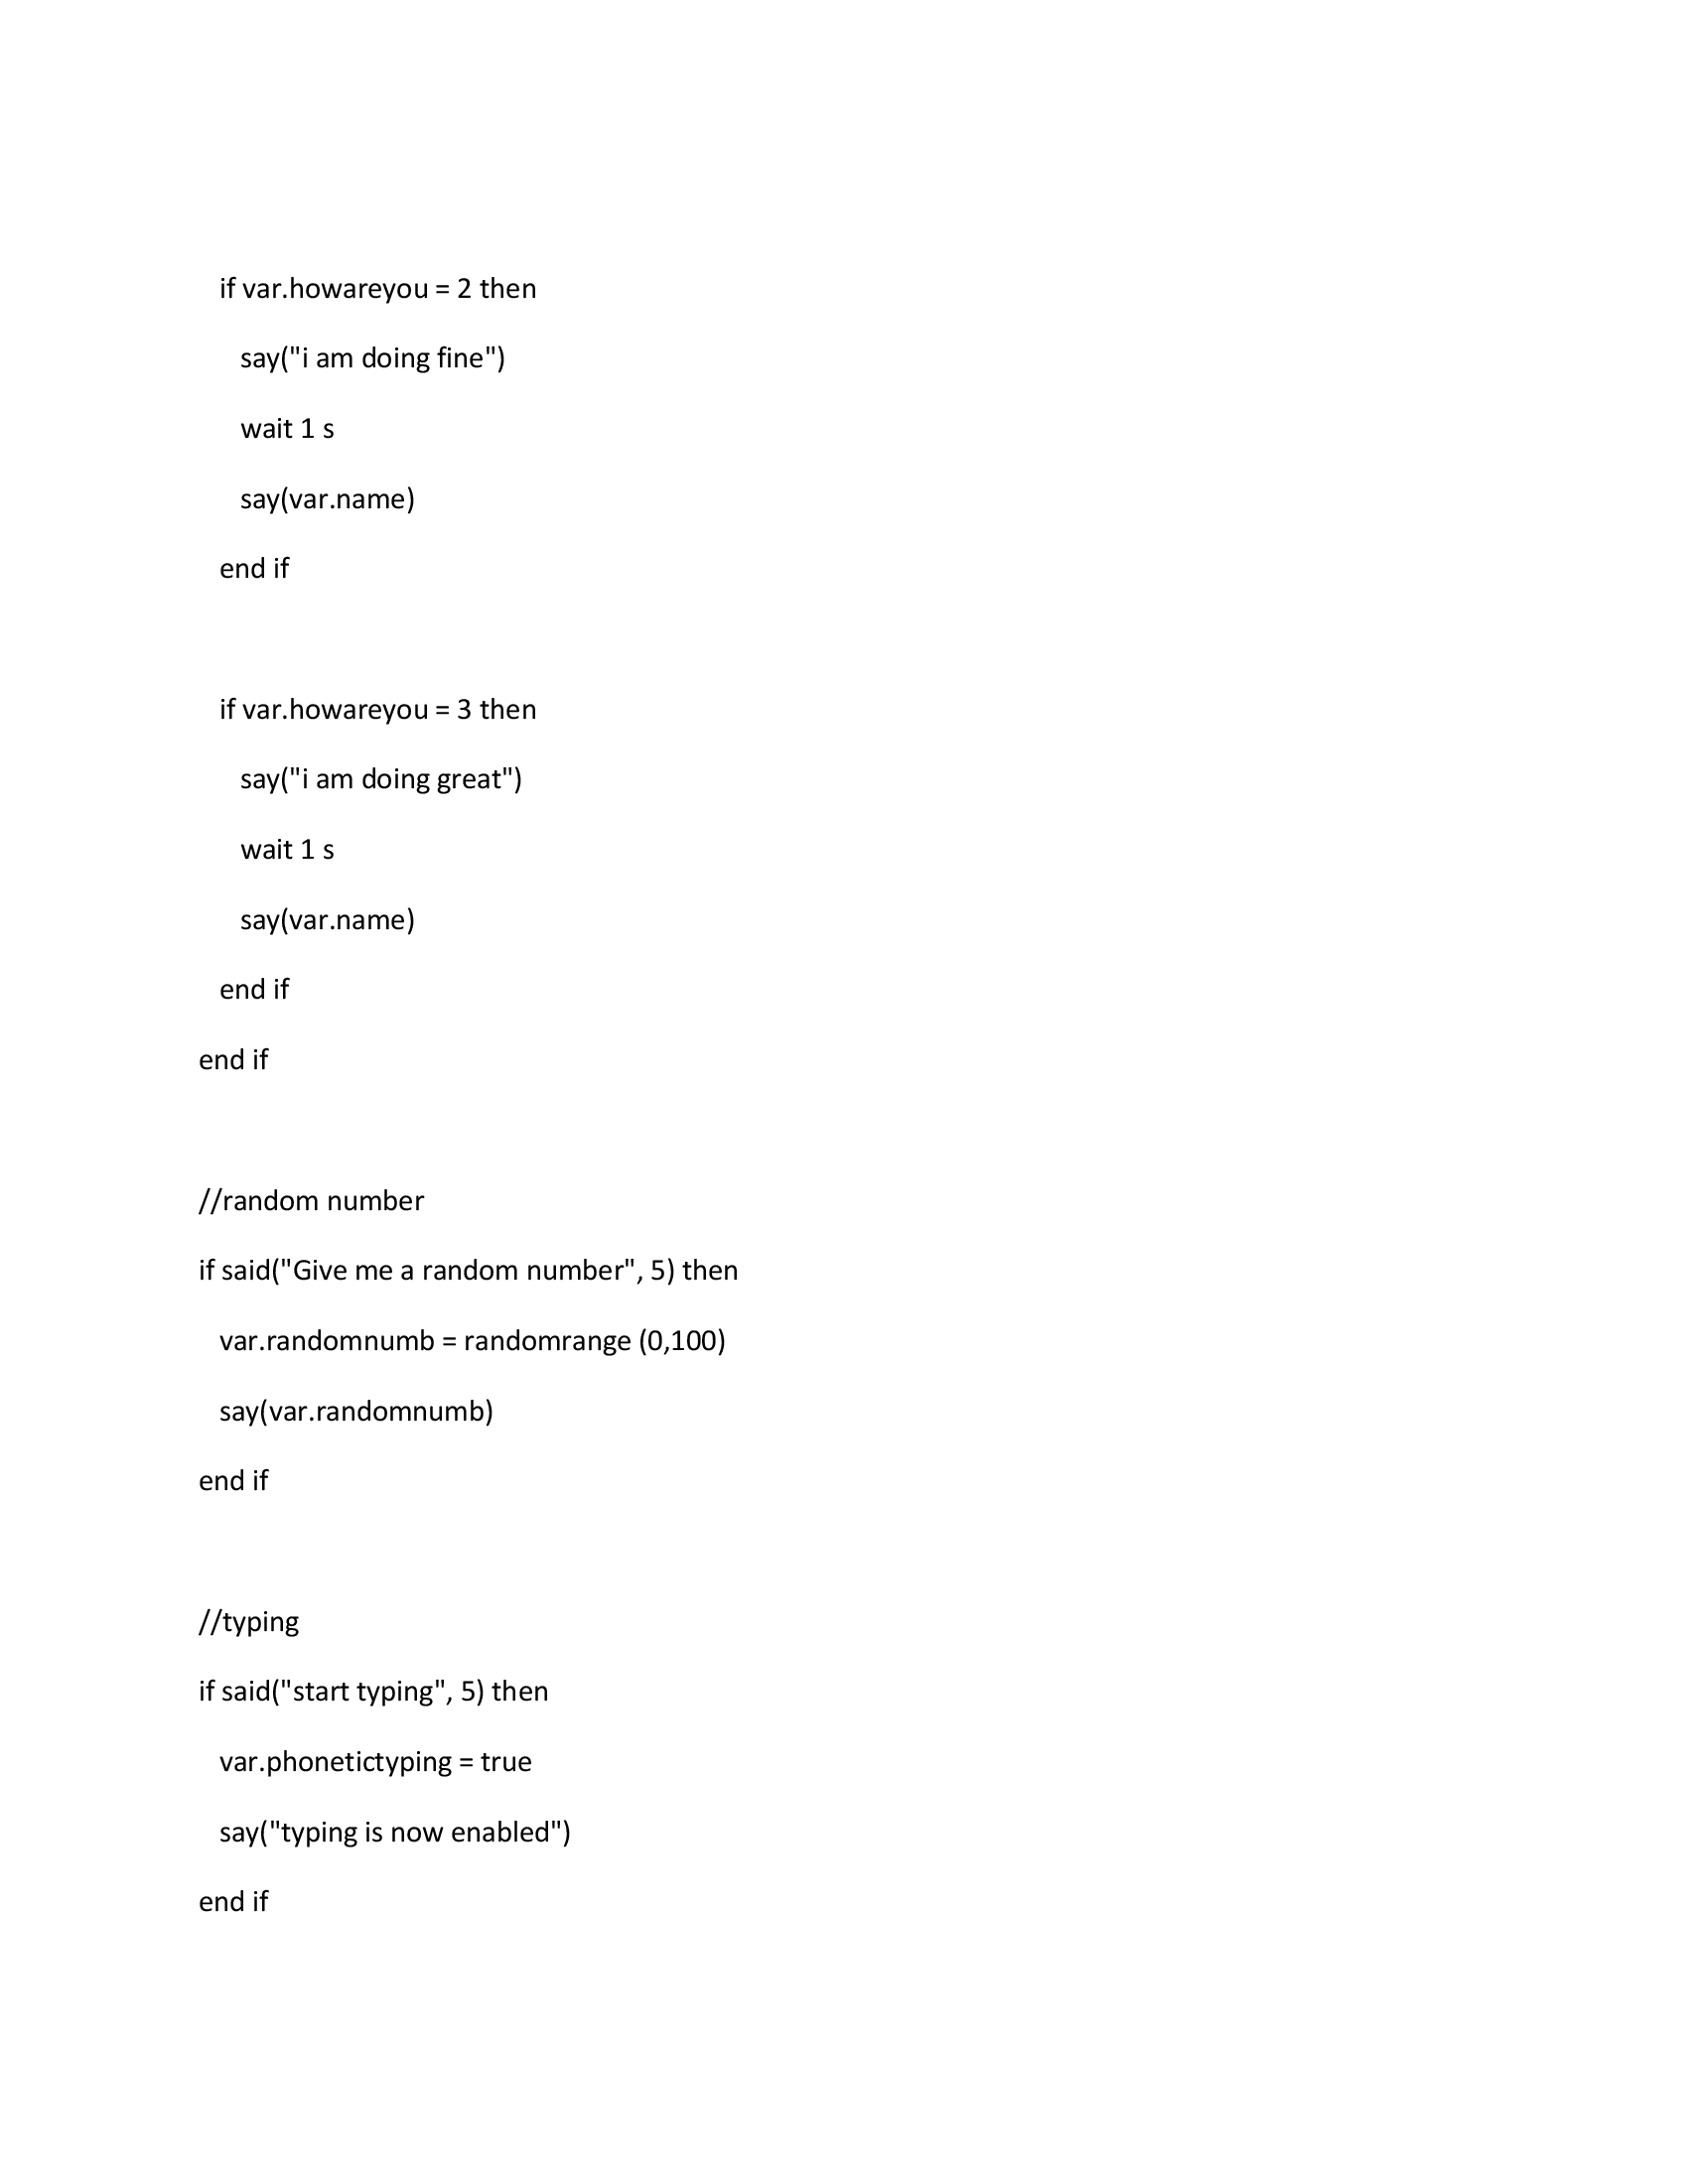 if var.howareyou = 2 then
say("i am doing fine")
wait 1 s
say(var.name)
end if
if var.howareyou = 3 then
say("i am doing great")
wait 1 s
say(var.name)
end if
end if
//random number
if said("Give me a random number", 5) then
var.randomnumb = randomrange (0,100)
say(var.randomnumb)
end if
//typing
if said("start typing", 5) then
var.phonetictyping = true
say("typing is now enabled")
end if